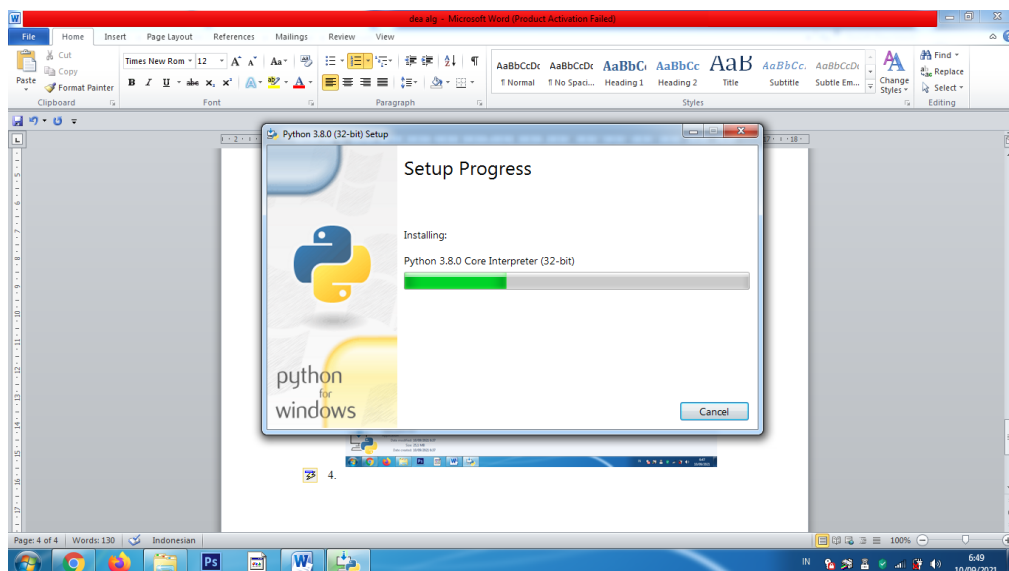 dea alg - Microsoft Word (Product Activation Failed)
File Home Insert Page Layout References Mailings Review View
Cut
Copy
Format Painter
Paste
Clipboard
Times New Rom 12
Font
Paragraph
AaBbCcDc AaBbCcDc AaBbC AaBbCc AaB AaBbCc. AaBbCcDc
¶ Normal ¶ No Spaci... Heading 1 Heading 2 Title Subtitle Subtle Em...
Change Styles
Styles
Find
Replace
Select
Editing
Python 3.8.0 (32-bit) Setup
Setup Progress
Installing:
Python 3.8.0 Core Interpreter (32-bit)
python
for
windows
Cancel
4.
Page: 4 of 4 Words: 130 Indonesian 100%
IN 6:49
10/09/2021